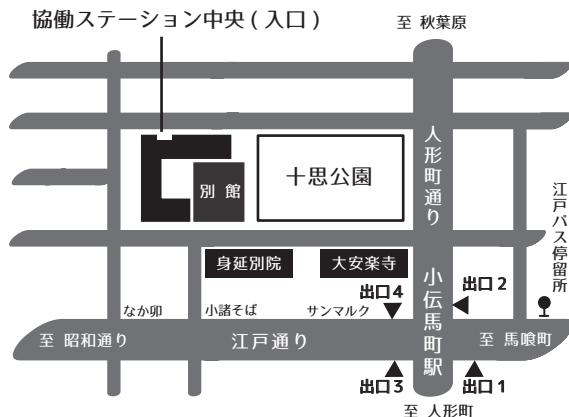 協働ステーション中央(入口)
至 秋葉原
人形町通り
別 館
十思公園
江戸バス停留所
身延別院
大安楽寺
小伝馬町駅
出口2
出口4
なか卯
小諸そば
サンマルク
至 昭和通り
江戸通り
至 馬喰町
出口3
出口1
至 人形町